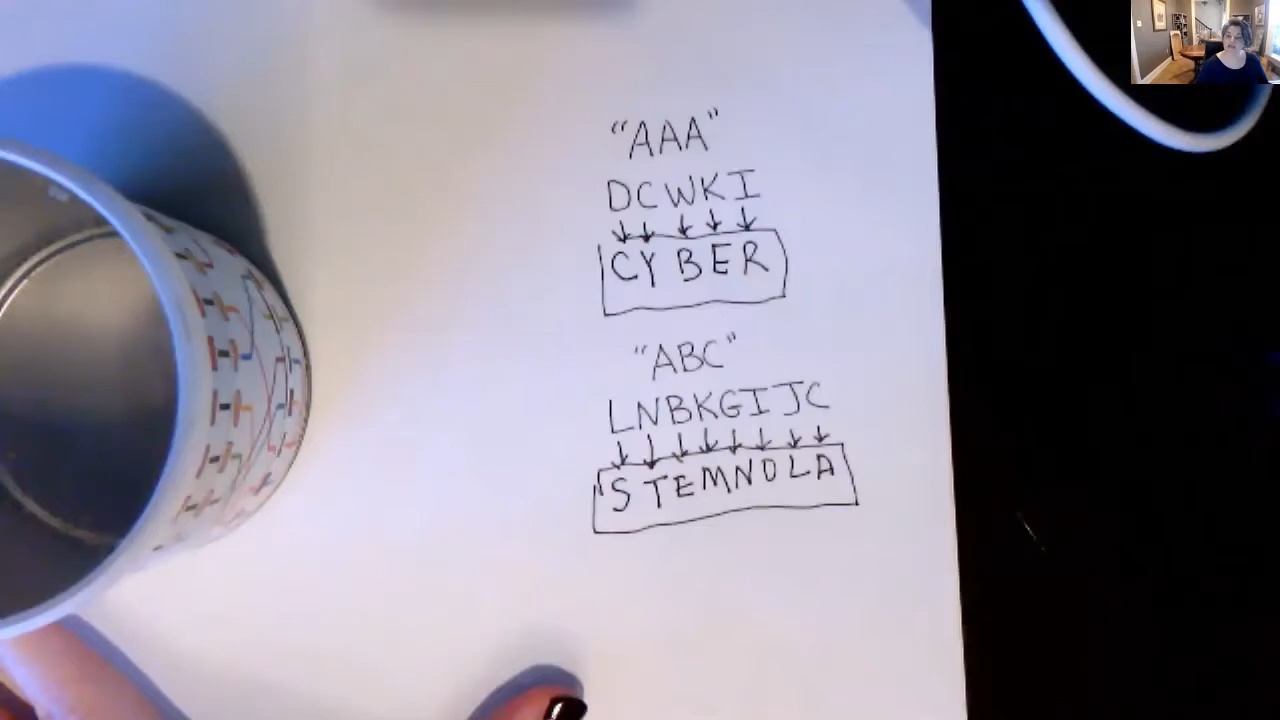 "AAA"
DCWKI
CYBER
"ABC"
LNBKGIJC
STEMNOLA